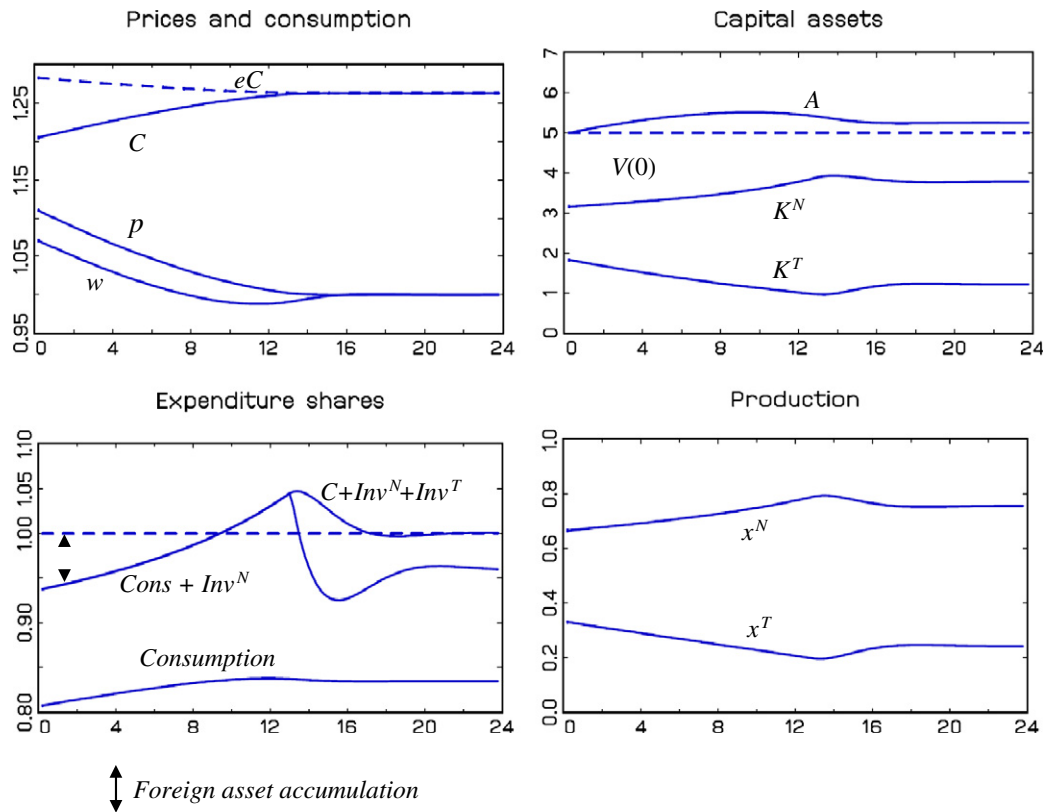 Prices and consumption
1.25
1.15
1.05
0.95
eC
C
p
w
0 4 8 12 16 20 24
Capital assets
7
6
5
4
3
2
1
0
A
V(0)
K^N
K^T
0 4 8 12 16 20 24
Expenditure shares
1.10
1.05
1.00
0.90
0.80
C+Inv^N+Inv^T
Cons + Inv^N
Consumption
0 4 8 12 16 20 24
Foreign asset accumulation
Production
1.0
0.8
0.6
0.4
0.2
0.0
x^N
x^T
0 4 8 12 16 20 24